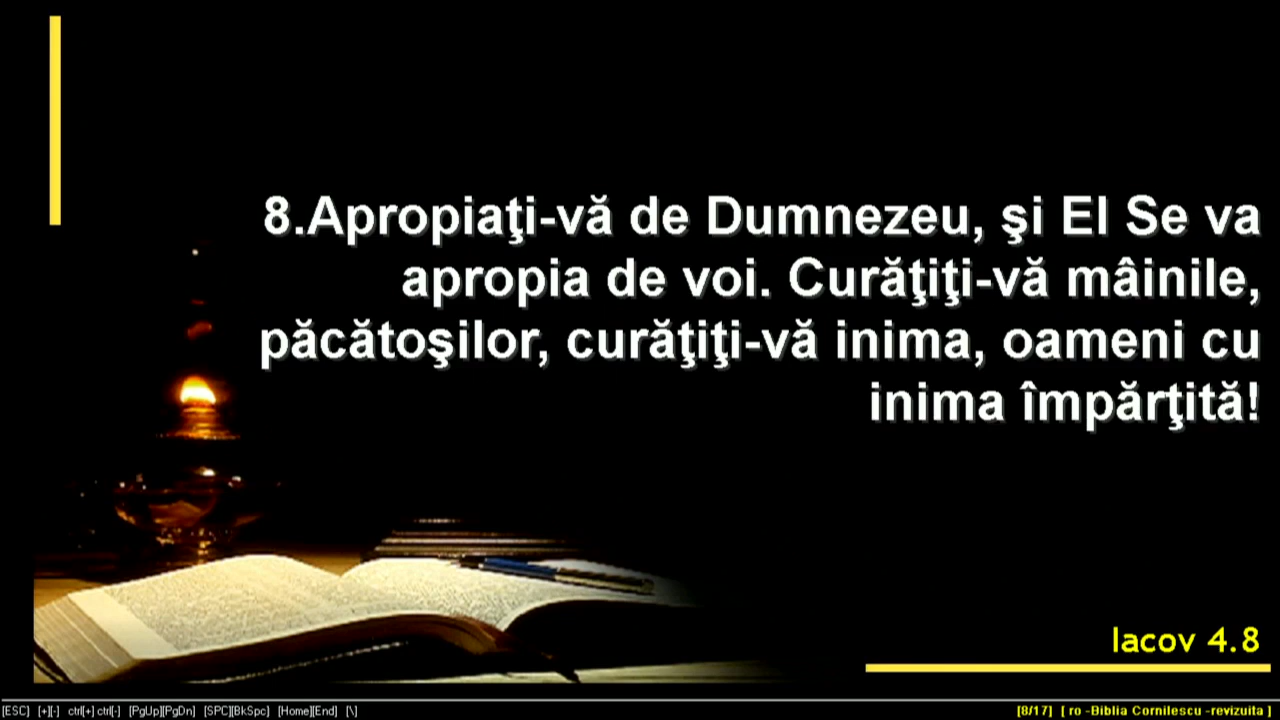 8.Apropiaţi-vă de Dumnezeu, şi El Se va
apropia de voi. Curăţiţi-vă mâinile,
păcătoşilor, curăţiţi-vă inima, oameni cu
inima împărţită!
Iacov 4.8
[ESC] [+][-] ctrl[+] ctrl[-] [PgUp][PgDn] [SPC][BkSpc] [Home][End] [\] [8/17] [ ro -Biblia Cornilescu -revizuita ]